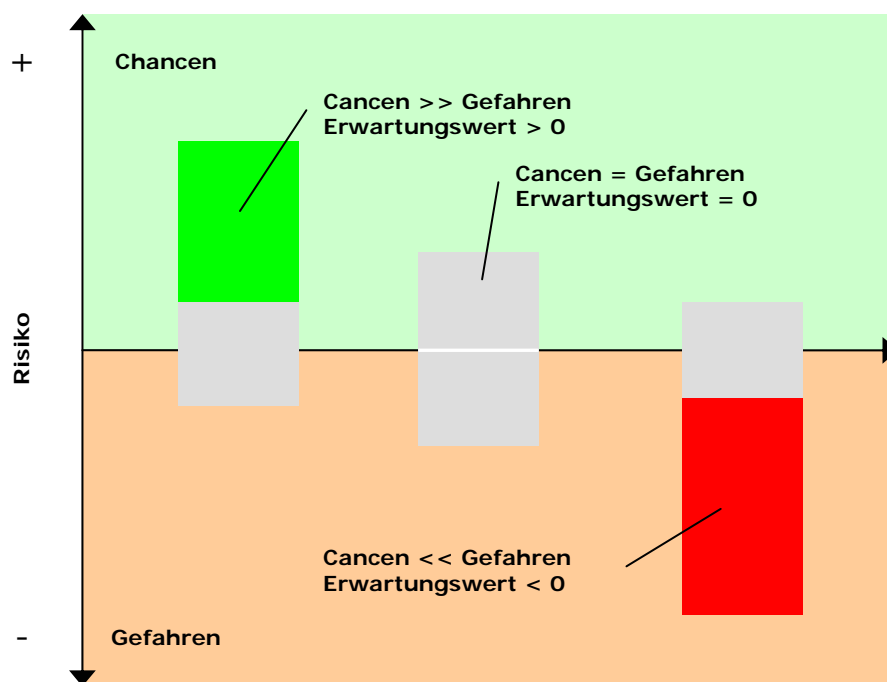 +
Chancen
Cancen >> Gefahren
Erwartungswert > 0
Cancen = Gefahren
Erwartungswert = 0
Risiko
Cancen << Gefahren
Erwartungswert < 0
-
Gefahren